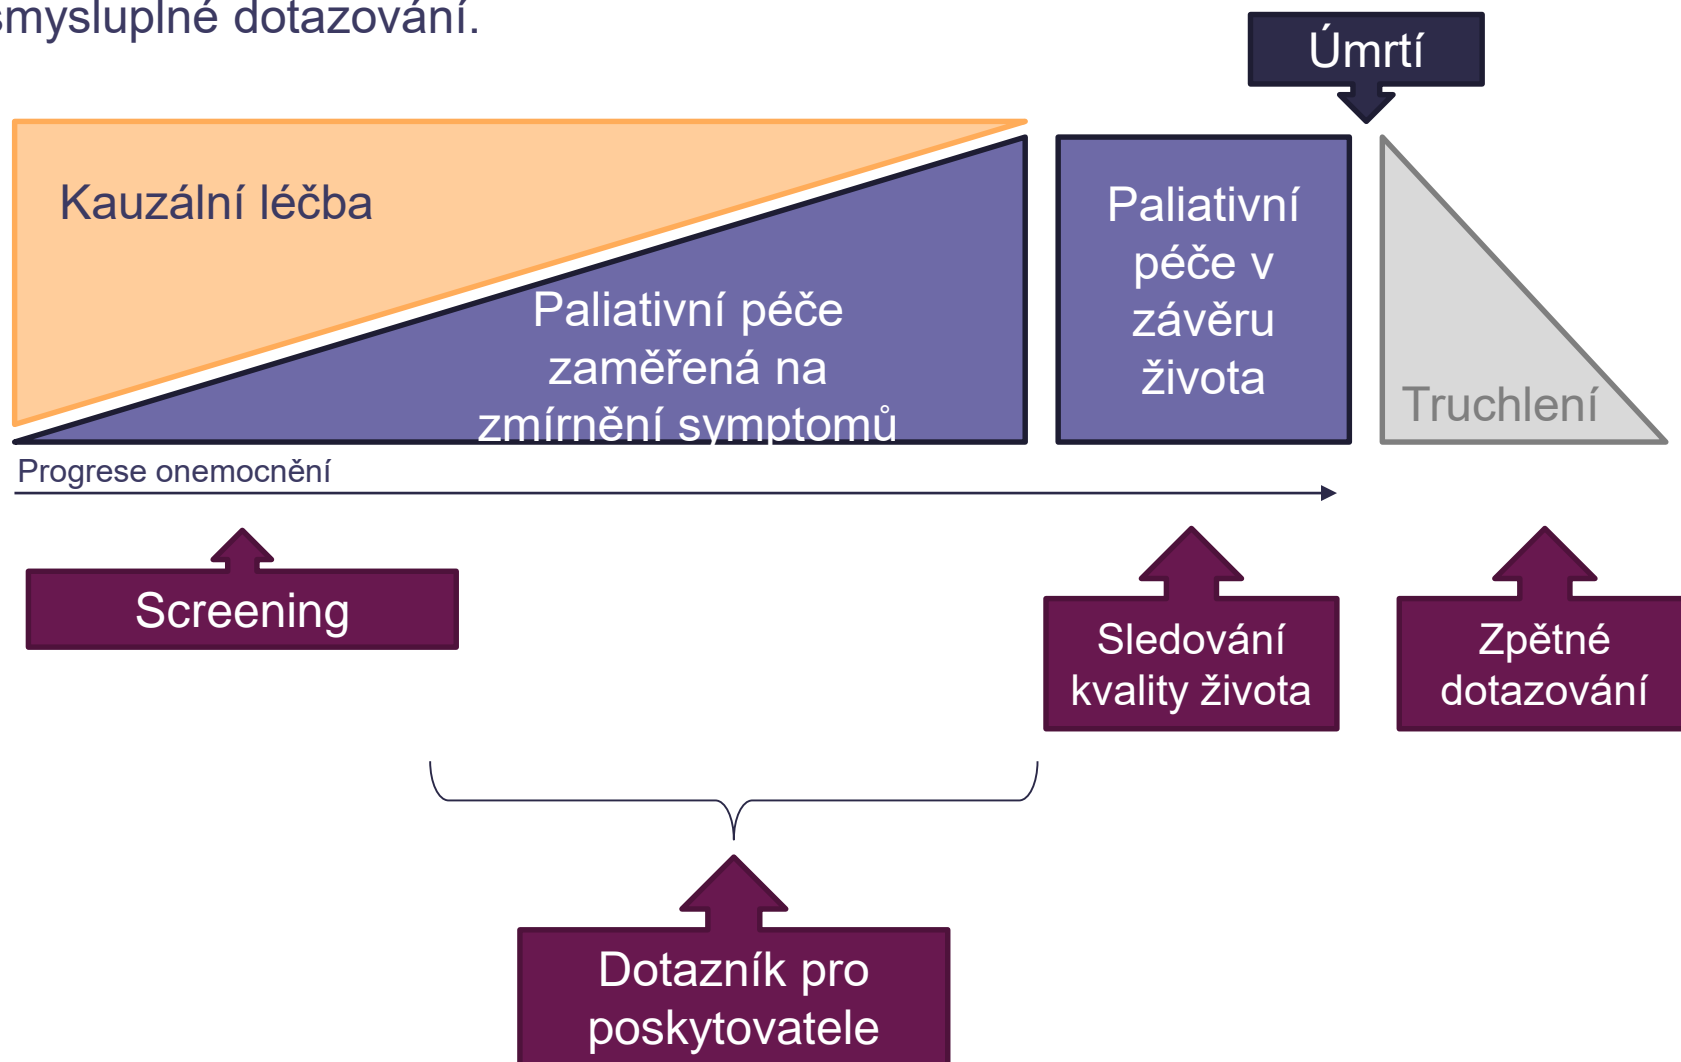 smysluplné dotazování.
Úmrtí
Kauzální léčba
Paliativní péče
zaměřená na
zmírnění symptomů
Paliativní
péče v
závěru
života
Truchlení
Progrese onemocnění
Screening
Sledování
kvality života
Zpětné
dotazování
Dotazník pro
poskytovatele